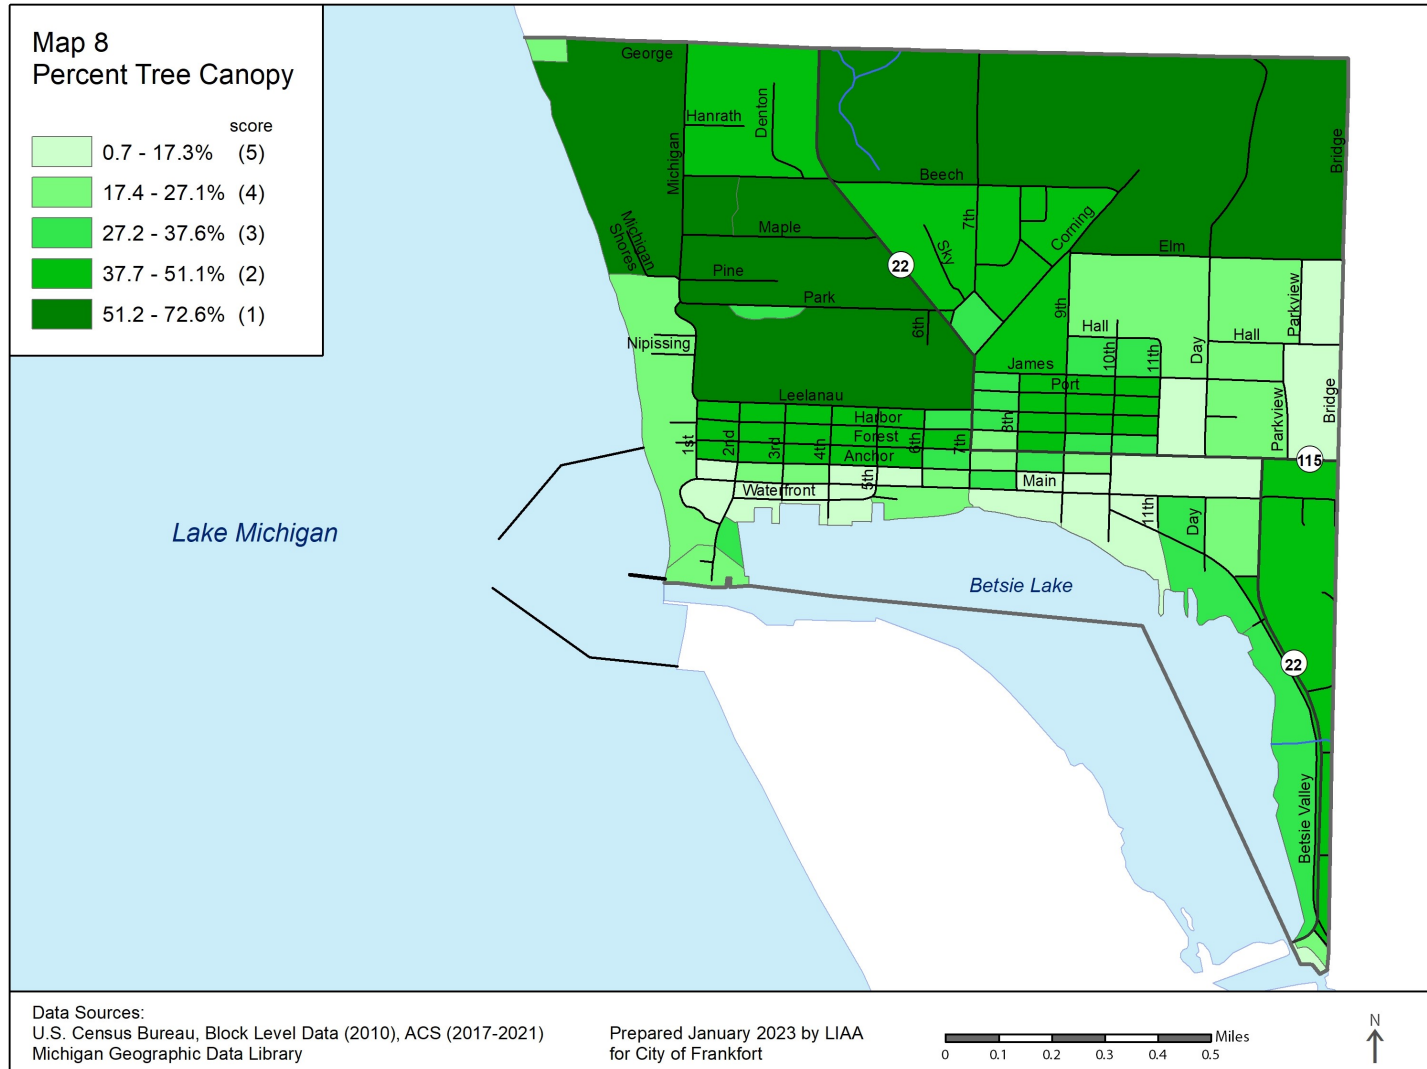 Map 8
Percent Tree Canopy
score
0.7 - 17.3% (5)
17.4 - 27.1% (4)
27.2 - 37.6% (3)
37.7 - 51.1% (2)
51.2 - 72.6% (1)
George
Hanrath
Denton
Michigan
Bridge
Beech
Michigan
Shores
Maple
7th
Corning
Sky
Elm
22
Pine
Park
6th
9th
Parkview
Nipissing
Hall
Hall
10th
11th
Day
James
Port
Leelanau
Harbor
8th
Parkview
Bridge
Forest
1st
2nd
3rd
4th
6th
7th
Anchor
115
5th
Main
Waterfront
11th
Day
Lake Michigan
Betsie Lake
22
Betsie Valley
Data Sources:
U.S. Census Bureau, Block Level Data (2010), ACS (2017-2021)
Michigan Geographic Data Library
Prepared January 2023 by LIAA
for City of Frankfort
Miles
0 0.1 0.2 0.3 0.4 0.5
N